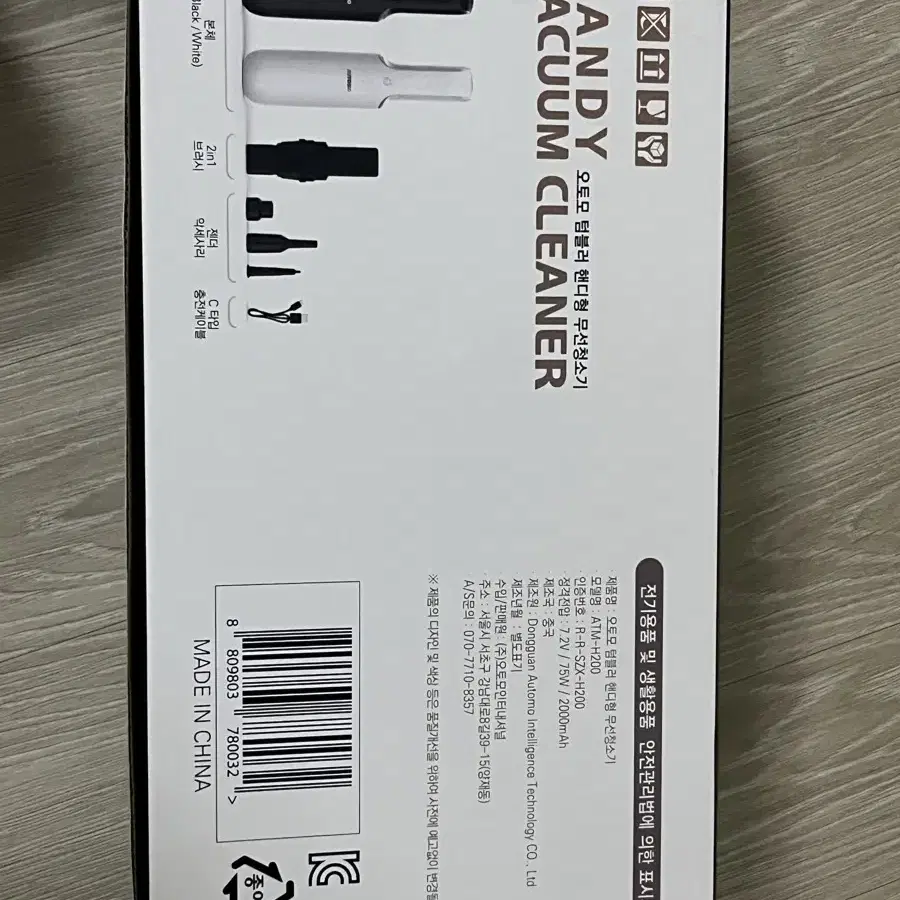 ANDY
ACUUM CLEANER
오토모 텀블러 핸디형 무선청소기
본체
Black / White)
2in1
브러시
젠더
악세사리
C 타입
충전케이블
전기용품 및 생활용품 안전관리법에 의한 표시
· 제품명 : 오토모 텀블러 핸디형 무선청소기
· 모델명 : ATM-H200
· 인증번호 : R-R-SZX-H200
· 정격전압 : 7.2V / 75W / 2000mAh
· 제조국 : 중국
· 제조원 : Dongguan Automo Intelligence Technology CO., Ltd
· 제조년월 : 별도표기
· 수입/판매원 : (주)오토모인터내셔널
· 주소 : 서울시 서초구 강남대로8길39-15(양재동)
· A/S문의 : 070-7710-8357
※ 제품의 디자인 및 색상 등은 품질개선을 위하여 사전에 예고없이 변경될
8 809803 780032 >
MADE IN CHINA
종이